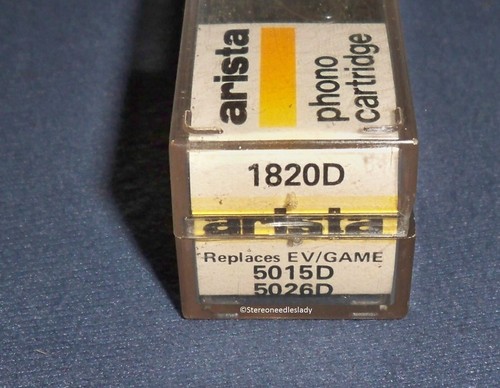 arista
phono
cartridge
1820D
arista
Replaces EV/GAME
5015D
5026D
©Stereoneedleslady